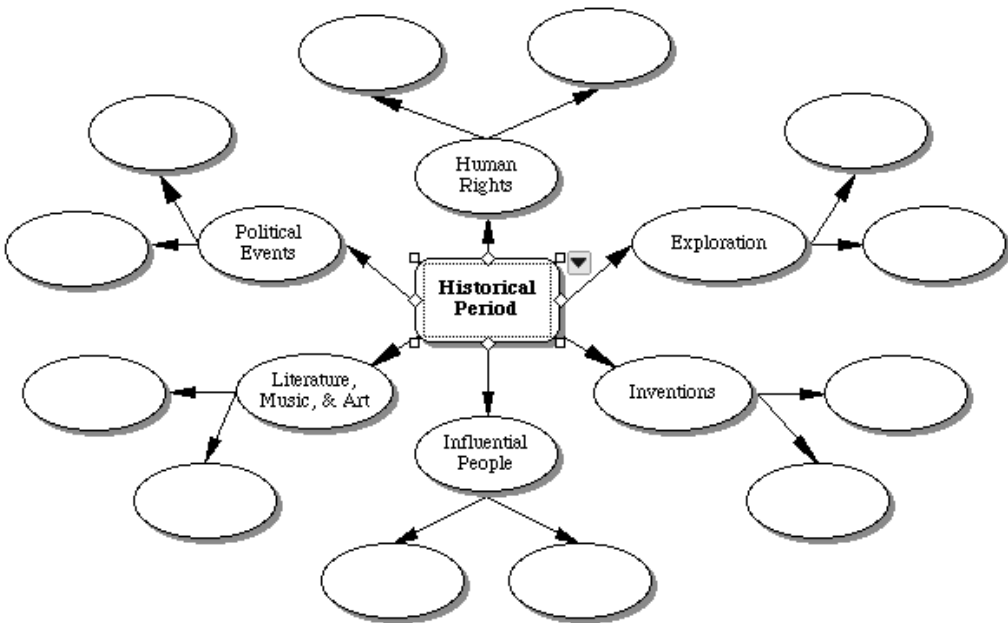 Human
Rights
Political
Events
Exploration
Historical
Period
Literature,
Music, & Art
Inventions
Influential
People